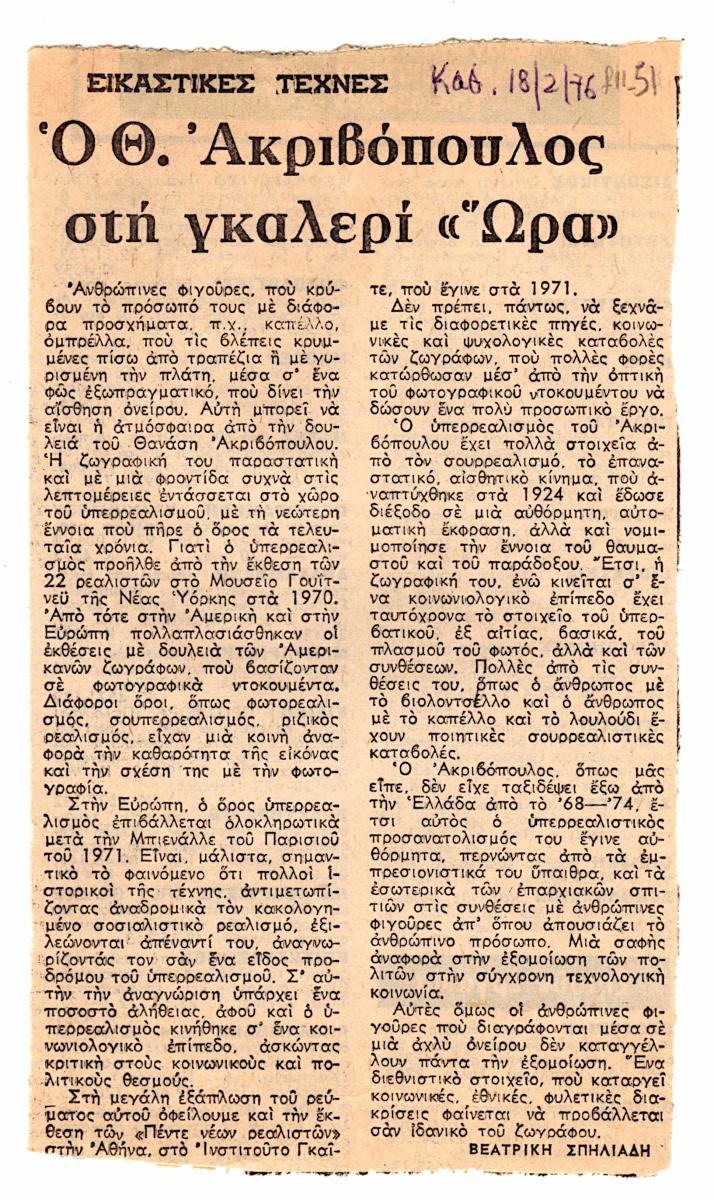 ΕΙΚΑΣΤΙΚΕΣ ΤΕΧΝΕΣ
Καθ. 18/2/76
Ὁ Θ. Ἀκριβόπουλος
στή γκαλερί «Ὥρα»
Ἀνθρώπινες φιγοῦρες, πού κρύ-
βουν τό πρόσωπό τους μέ διάφο-
ρα προσχήματα, π.χ., καπέλλο,
ὀμπρέλλα, πού τίς βλέπεις κρυμ-
μένες πίσω ἀπό τραπέζια ἤ μέ γυ-
ρισμένη τήν πλάτη, μέσα σ' ἕνα
φῶς ἐξωπραγματικό, πού δίνει τήν
αἴσθηση ὀνείρου. Αὐτή μπορεῖ νά
εἶναι ἡ ἀτμόσφαιρα ἀπό τήν δου-
λειά τοῦ Θανάση Ἀκριβόπουλου.
Ἡ ζωγραφική του παραστατική
καί μέ μιά φροντίδα συχνά στίς
λεπτομέρειες ἐντάσσεται στό χῶρο
τοῦ ὑπερρεαλισμοῦ, μέ τή νεώτερη
ἔννοια πού πῆρε ὁ ὅρος τά τελευ-
ταῖα χρόνια. Γιατί ὁ ὑπερρεαλι-
σμός προῆλθε ἀπό τήν ἔκθεση τῶν
22 ρεαλιστῶν στό Μουσεῖο Γουΐτ-
νεϋ τῆς Νέας Ὑόρκης στά 1970.
Ἀπό τότε στήν Ἀμερική καί στήν
Εὐρώπη πολλαπλασιάσθηκαν οἱ
ἐκθέσεις μέ δουλειά τῶν Ἀμερι-
κανῶν ζωγράφων, πού βασίζονταν
σέ φωτογραφικά ντοκουμέντα.
Διάφοροι ὅροι, ὅπως φωτορεαλι-
σμός, σουπερρεαλισμός, ριζικός
ρεαλισμός, εἶχαν μιά κοινή ἀνα-
φορά τήν καθαρότητα τῆς εἰκόνας
καί τήν σχέση της μέ τήν φωτο-
γραφία.
Στήν Εὐρώπη, ὁ ὅρος ὑπερρεα-
λισμός ἐπιβάλλεται ὁλοκληρωτικά
μετά τήν Μπιενάλλε τοῦ Παρισιοῦ
τοῦ 1971. Εἶναι, μάλιστα, σημαν-
τικό τό φαινόμενο ὅτι πολλοί ἱ-
στορικοί τῆς τέχνης, ἀντιμετωπί-
ζοντας ἀναδρομικά τόν κακολογη-
μένο σοσιαλιστικό ρεαλισμό, ἐξι-
λεώνονται ἀπέναντί του, ἀναγνω-
ρίζοντάς τον σάν ἕνα εἶδος προ-
δρόμου τοῦ ὑπερρεαλισμοῦ. Σ' αὐ-
τήν τήν ἀναγνώριση ὑπάρχει ἕνα
ποσοστό ἀλήθειας, ἀφοῦ καί ὁ ὑ-
περρεαλισμός κινήθηκε σ' ἕνα κοι-
νωνιολογικό ἐπίπεδο, ἀσκώντας
κριτική στούς κοινωνικούς καί πο-
λιτικούς θεσμούς.
Στή μεγάλη ἐξάπλωση τοῦ ρεύ-
ματος αὐτοῦ ὀφείλουμε καί τήν ἔκ-
θεση τῶν «Πέντε νέων ρεαλιστῶν»
στήν Ἀθήνα, στό Ἰνστιτοῦτο Γκαῖ-
τε, πού ἔγινε στά 1971.
Δέν πρέπει, πάντως, νά ξεχνᾶ-
με τίς διαφορετικές πηγές, κοινω-
νικές καί ψυχολογικές καταβολές
τῶν ζωγράφων, πού πολλές φορές
κατώρθωσαν μέσ' ἀπό τήν ὀπτική
τοῦ φωτογραφικοῦ ντοκουμέντου νά
δώσουν ἕνα πολύ προσωπικό ἔργο.
Ὁ ὑπερρεαλισμός τοῦ Ἀκρι-
βόπουλου ἔχει πολλά στοιχεῖα ἀ-
πό τόν σουρρεαλισμό, τό ἐπανα-
στατικό, αἰσθητικό κίνημα, πού ἀ-
ναπτύχθηκε στά 1924 καί ἔδωσε
διέξοδο σέ μιά αὐθόρμητη, αὐτο-
ματική ἔκφραση, ἀλλά καί νομι-
μοποίησε τήν ἔννοια τοῦ θαυμα-
στοῦ καί τοῦ παράδοξου. Ἔτσι, ἡ
ζωγραφική του, ἐνῶ κινεῖται σ' ἕ-
να κοινωνιολογικό ἐπίπεδο ἔχει
ταυτόχρονα τό στοιχεῖο τοῦ ὑπερ-
βατικοῦ, ἐξ αἰτίας, βασικά, τοῦ
πλασμοῦ τοῦ φωτός, ἀλλά καί τῶν
συνθέσεων. Πολλές ἀπό τίς συν-
θέσεις του, ὅπως ὁ ἄνθρωπος μέ
τό βιολοντσέλλο καί ὁ ἄνθρωπος
μέ τό καπέλλο καί τό λουλούδι ἔ-
χουν ποιητικές σουρρεαλιστικές
καταβολές.
Ὁ Ἀκριβόπουλος, ὅπως μᾶς
εἶπε, δέν εἶχε ταξιδέψει ἔξω ἀπό
τήν Ἑλλάδα ἀπό τό '68—'74, ἔ-
τσι αὐτός ὁ ὑπερρεαλιστικός
προσανατολισμός του ἔγινε αὐ-
θόρμητα, περνώντας ἀπό τά ἐμ-
πρεσιονιστικά του ὕπαιθρα, καί τά
ἐσωτερικά τῶν ἐπαρχιακῶν σπι-
τιῶν στίς συνθέσεις μέ ἀνθρώπινες
φιγοῦρες ἀπ' ὅπου ἀπουσιάζει τό
ἀνθρώπινο πρόσωπο. Μιά σαφής
ἀναφορά στήν ἐξομοίωση τῶν πο-
λιτῶν στήν σύγχρονη τεχνολογική
κοινωνία.
Αὐτές ὅμως οἱ ἀνθρώπινες φι-
γοῦρες πού διαγράφονται μέσα σέ
μιά ἀχλύ ὀνείρου δέν καταγγέλ-
λουν πάντα τήν ἐξομοίωση. Ἕνα
διεθνιστικό στοιχεῖο, πού καταργεῖ
κοινωνικές, ἐθνικές, φυλετικές δια-
κρίσεις φαίνεται νά προβάλλεται
σάν ἰδανικό τοῦ ζωγράφου.
ΒΕΑΤΡΙΚΗ ΣΠΗΛΙΑΔΗ